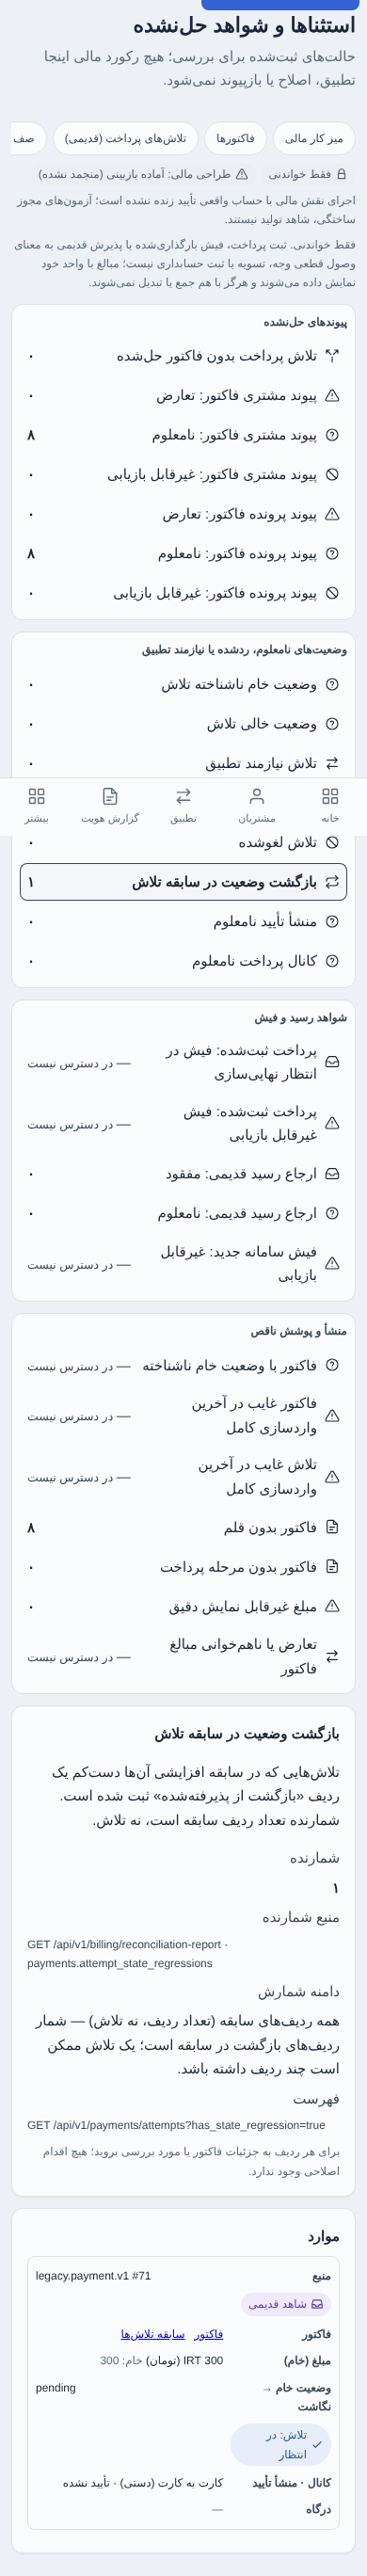 استثناها و شواهد حل‌نشده
حالت‌های ثبت‌شده برای بررسی؛ هیچ رکورد مالی اینجا
تطبیق، اصلاح یا بازپیوند نمی‌شود.
میز کار مالی
فاکتورها
تلاش‌های پرداخت (قدیمی)
صف
فقط خواندنی
طراحی مالی: آماده بازبینی (منجمد نشده)
اجرای نقش مالی با حساب واقعی تأیید زنده نشده است؛ آزمون‌های مجوز
ساختگی، شاهد تولید نیستند.
فقط خواندنی. ثبت پرداخت، فیش بارگذاری‌شده یا پذیرش قدیمی به معنای
وصول قطعی وجه، تسویه یا ثبت حسابداری نیست؛ مبالغ با واحد خود
نمایش داده می‌شوند و هرگز با هم جمع یا تبدیل نمی‌شوند.
پیوندهای حل‌نشده
تلاش پرداخت بدون فاکتور حل‌شده ۰
پیوند مشتری فاکتور: تعارض ۰
پیوند مشتری فاکتور: نامعلوم ۸
پیوند مشتری فاکتور: غیرقابل بازیابی ۰
پیوند پرونده فاکتور: تعارض ۰
پیوند پرونده فاکتور: نامعلوم ۸
پیوند پرونده فاکتور: غیرقابل بازیابی ۰
وضعیت‌های نامعلوم، ردشده یا نیازمند تطبیق
وضعیت خام ناشناخته تلاش ۰
وضعیت خالی تلاش ۰
تلاش نیازمند تطبیق ۰
خانه
مشتریان
تطبیق
گزارش هویت
بیشتر
تلاش لغوشده ۰
بازگشت وضعیت در سابقه تلاش ۱
منشأ تأیید نامعلوم ۰
کانال پرداخت نامعلوم ۰
شواهد رسید و فیش
پرداخت ثبت‌شده: فیش در
انتظار نهایی‌سازی
— در دسترس نیست
پرداخت ثبت‌شده: فیش
غیرقابل بازیابی
— در دسترس نیست
ارجاع رسید قدیمی: مفقود ۰
ارجاع رسید قدیمی: نامعلوم ۰
فیش سامانه جدید: غیرقابل
بازیابی
— در دسترس نیست
منشأ و پوشش ناقص
فاکتور با وضعیت خام ناشناخته — در دسترس نیست
فاکتور غایب در آخرین
واردسازی کامل
— در دسترس نیست
تلاش غایب در آخرین
واردسازی کامل
— در دسترس نیست
فاکتور بدون قلم ۸
فاکتور بدون مرحله پرداخت ۰
مبلغ غیرقابل نمایش دقیق ۰
تعارض یا ناهم‌خوانی مبالغ
فاکتور
— در دسترس نیست
بازگشت وضعیت در سابقه تلاش
تلاش‌هایی که در سابقه افزایشی آن‌ها دست‌کم یک
ردیف «بازگشت از پذیرفته‌شده» ثبت شده است.
شمارنده تعداد ردیف سابقه است، نه تلاش.
شمارنده
۱
منبع شمارنده
GET /api/v1/billing/reconciliation-report ·
payments.attempt_state_regressions
دامنه شمارش
همه ردیف‌های سابقه (تعداد ردیف، نه تلاش) — شمار
ردیف‌های بازگشت در سابقه است؛ یک تلاش ممکن
است چند ردیف داشته باشد.
فهرست
GET /api/v1/payments/attempts?has_state_regression=true
برای هر ردیف به جزئیات فاکتور یا مورد بررسی بروید؛ هیچ اقدام
اصلاحی وجود ندارد.
موارد
منبع
legacy.payment.v1 #71
شاهد قدیمی
فاکتور
فاکتور سابقه تلاش‌ها
مبلغ (خام)
300 IRT (تومان) خام: 300
وضعیت خام →
نگاشت
pending
تلاش: در
انتظار
کانال · منشأ تأیید
کارت به کارت (دستی) · تأیید نشده
درگاه
—